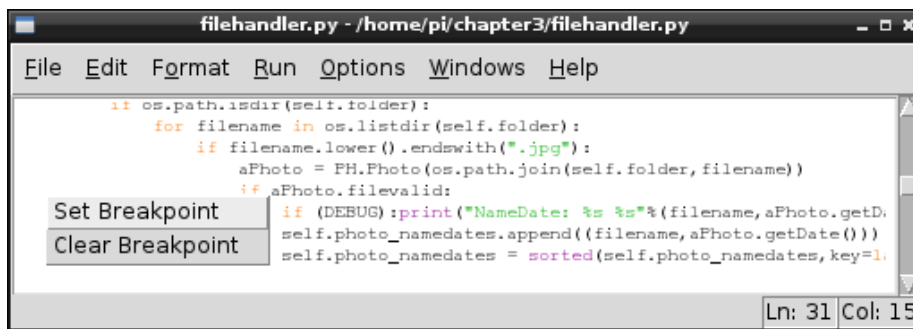 filehandler.py - /home/pi/chapter3/filehandler.py
File Edit Format Run Options Windows Help
if os.path.isdir(self.folder):
for filename in os.listdir(self.folder):
if filename.lower().endswith(".jpg"):
aPhoto = PH.Photo(os.path.join(self.folder,filename))
if aPhoto.filevalid:
Set Breakpoint if (DEBUG):print("NameDate: %s %s"%(filename,aPhoto.getDa
self.photo_namedates.append((filename,aPhoto.getDate()))
Clear Breakpoint
self.photo_namedates = sorted(self.photo_namedates,key=la
Ln: 31 Col: 15